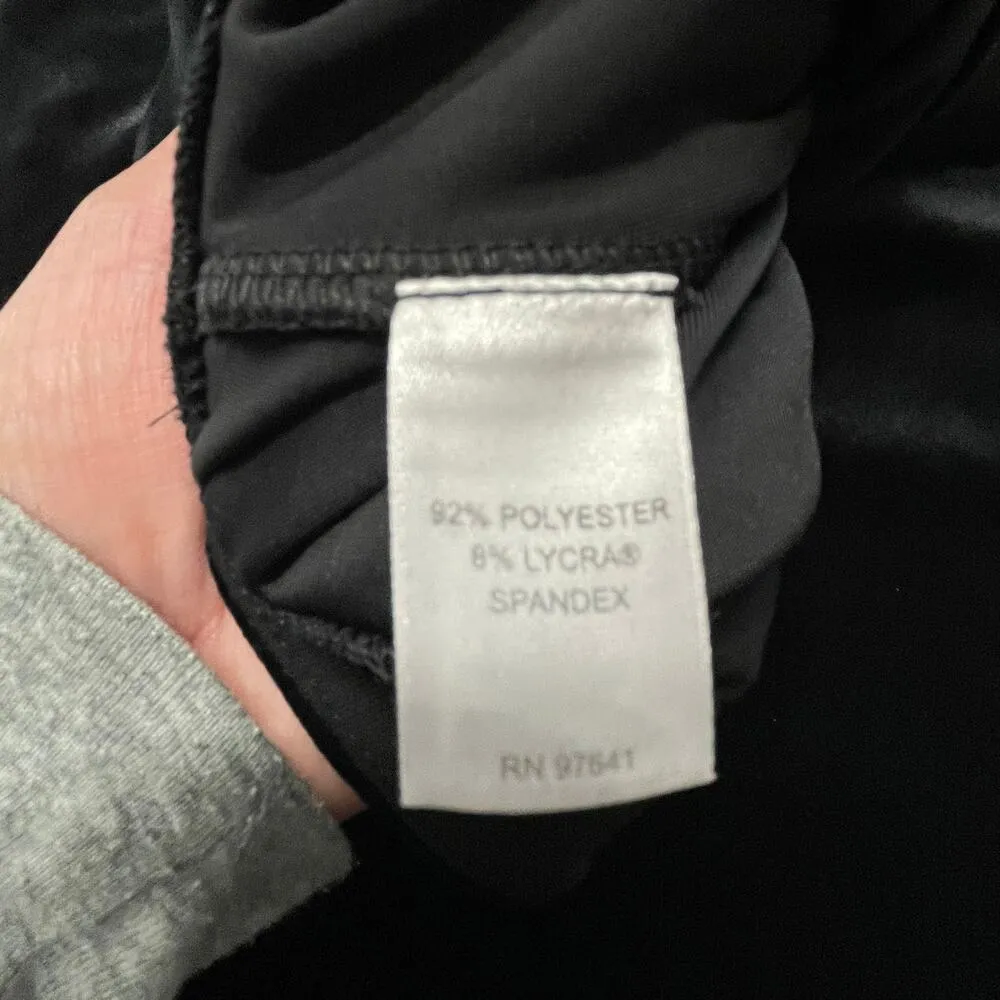 92% POLYESTER
8% LYCRA®
SPANDEX
RN 97641